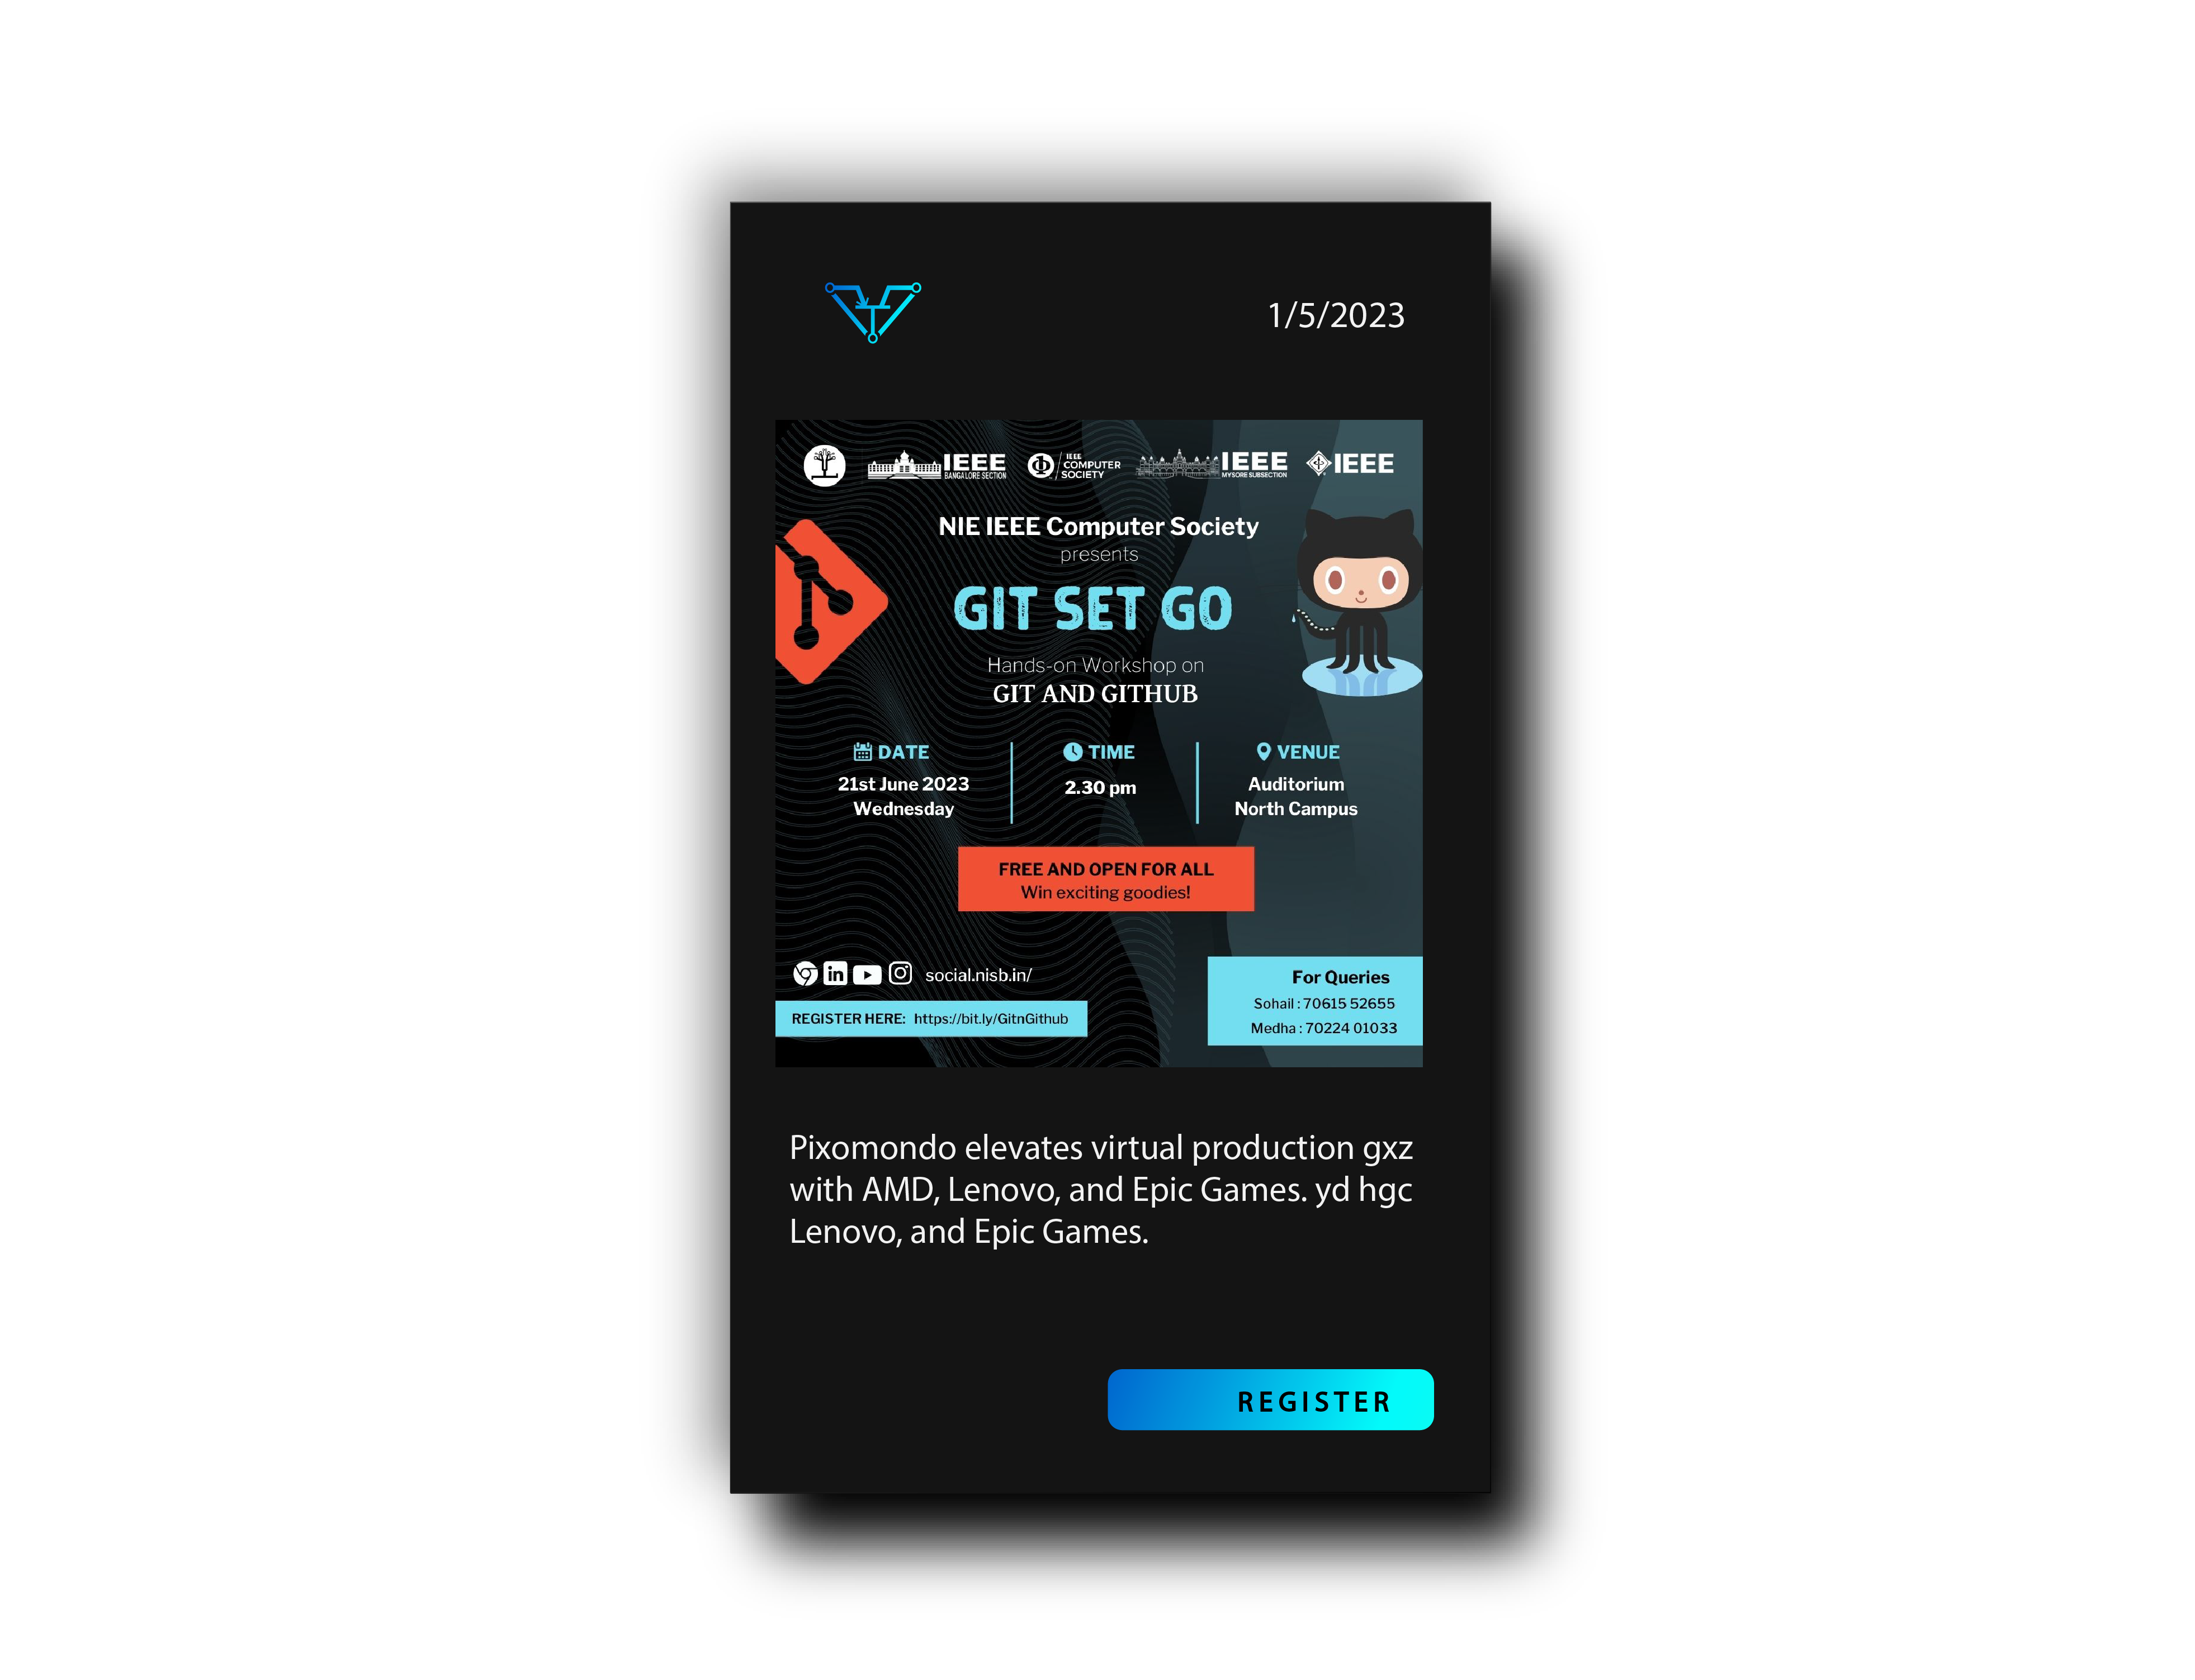 1/5/2023
IEEE
BANGALORE SECTION
IEEE
COMPUTER
SOCIETY
IEEE
MYSORE SUBSECTION
IEEE
NIE IEEE Computer Society
presents
GIT SET GO
Hands-on Workshop on
GIT AND GITHUB
DATE
21st June 2023
Wednesday
TIME
2.30 pm
VENUE
Auditorium
North Campus
FREE AND OPEN FOR ALL
Win exciting goodies!
in social.nisb.in/
REGISTER HERE: https://bit.ly/GitnGithub
For Queries
Sohail : 70615 52655
Medha : 70224 01033
Pixomondo elevates virtual production gxz
with AMD, Lenovo, and Epic Games. yd hgc
Lenovo, and Epic Games.
REGISTER